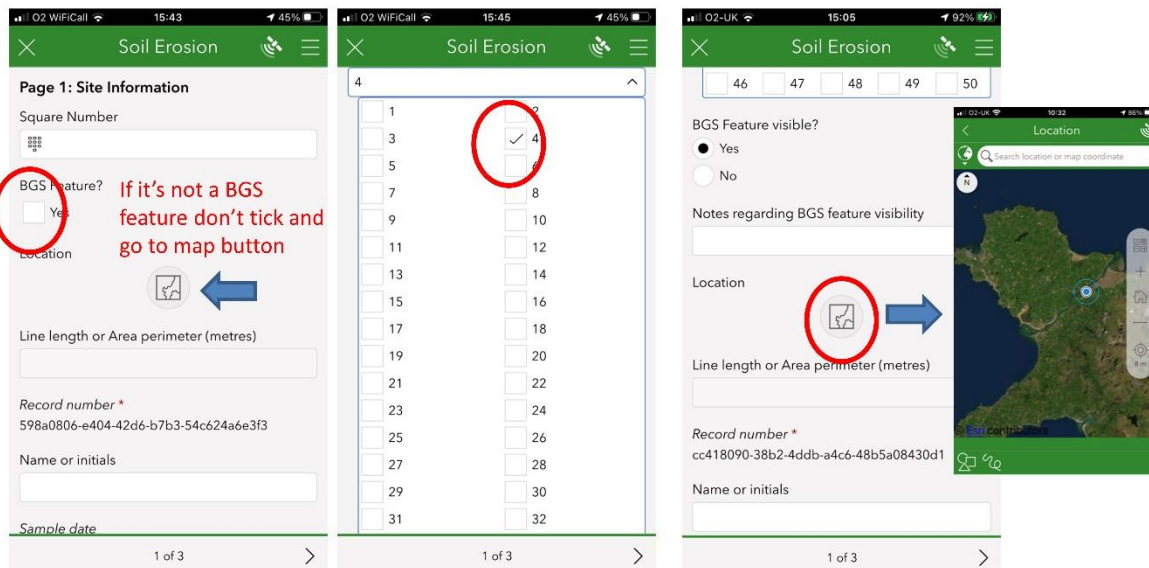 O2 WiFiCall 15:43 45%
Soil Erosion
Page 1: Site Information
Square Number
BGS Feature?
Yes
If it's not a BGS
feature don't tick and
go to map button
Location
Line length or Area perimeter (metres)
Record number *
598a0806-e404-42d6-b7b3-54c624a6e3f3
Name or initials
Sample date
1 of 3
O2 WiFiCall 15:45 45%
Soil Erosion
4
1 2
3 4
5 6
7 8
9 10
11 12
13 14
15 16
17 18
19 20
21 22
23 24
25 26
27 28
29 30
31 32
1 of 3
O2-UK 15:05 92%
Soil Erosion
46 47 48 49 50
BGS Feature visible?
Yes
No
Notes regarding BGS feature visibility
Location
Line length or Area perimeter (metres)
Record number *
cc418090-38b2-4ddb-a4c6-48b5a08430d1
Name or initials
1 of 3
O2-UK 10:32 86%
Location
Search location or map coordinate
N
8 m
© Esri contributors